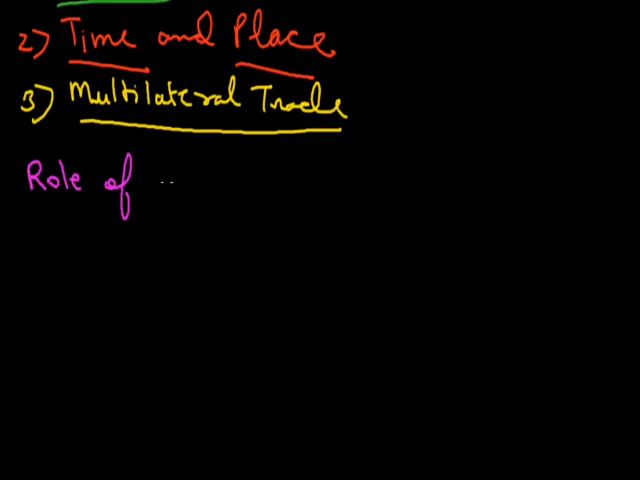 2) Time and Place
3) Multilateral Trade
Role of